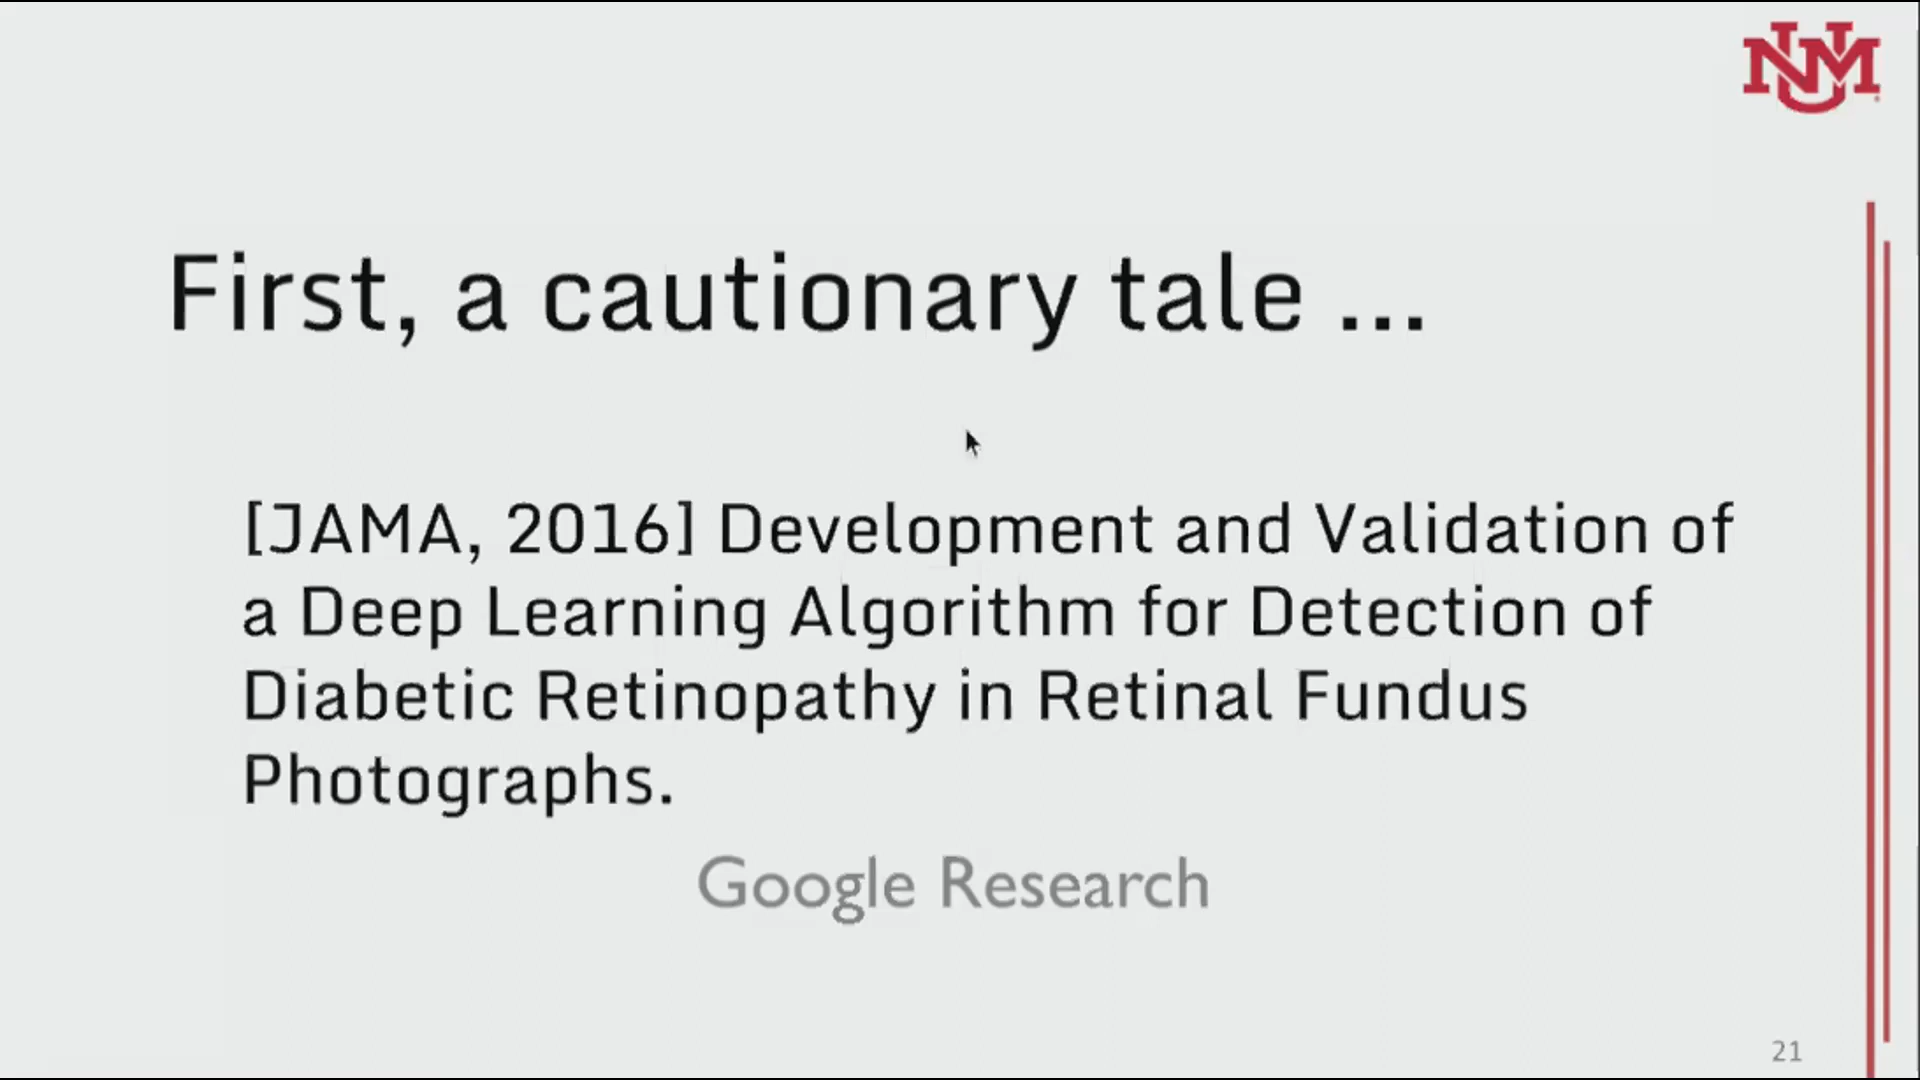 UNM
First, a cautionary tale ...
[JAMA, 2016] Development and Validation of
a Deep Learning Algorithm for Detection of
Diabetic Retinopathy in Retinal Fundus
Photographs.
Google Research
21